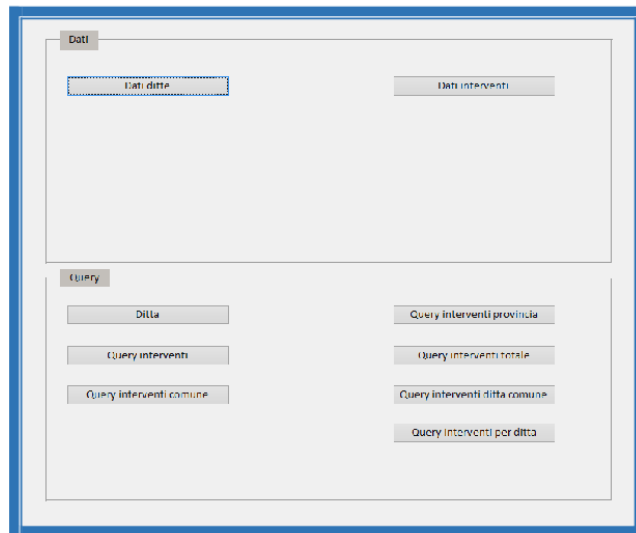 Dati
Dati ditte
Dati interventi
Query
Ditta
Query interventi provincia
Query interventi
Query interventi totale
Query interventi comune
Query interventi ditta comune
Query interventi per ditta